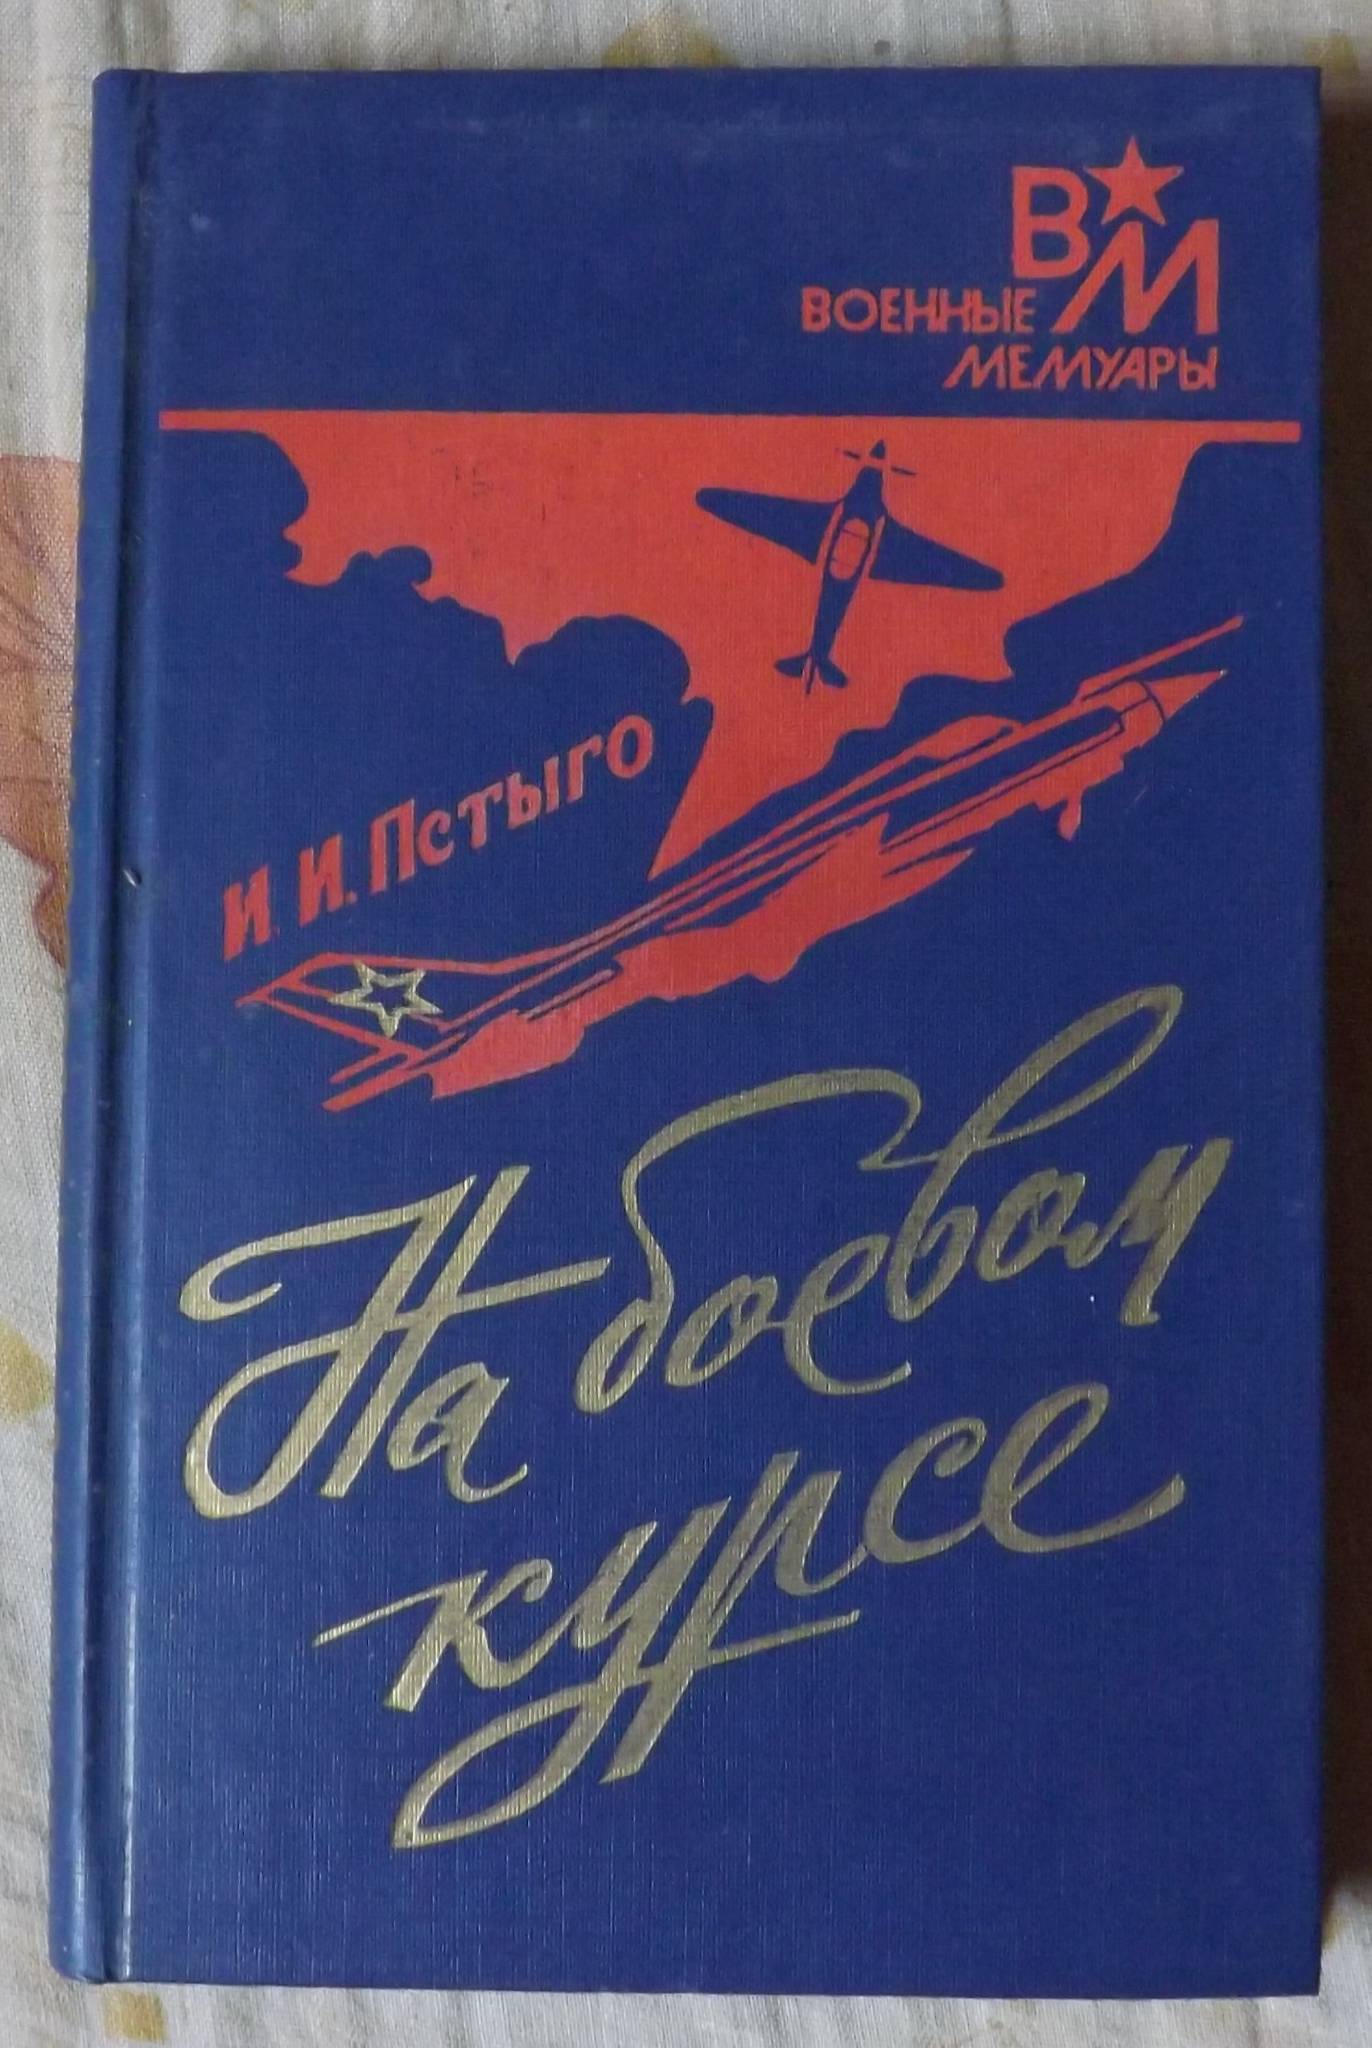 ВМ
ВОЕННЫЕ
МЕМУАРЫ
И. И. Пстыго
На боевом
курсе